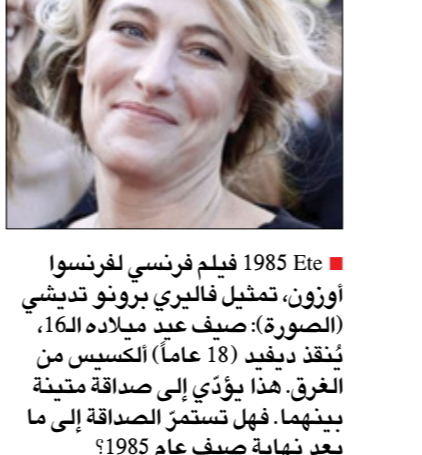 ■ Ete 1985 فيلم فرنسي لفرنسوا
أوزون، تمثيل فاليري برونو تديشي
(الصورة): صيف عيد ميلاده الـ16،
يُنقذ ديفيد (18 عاماً) ألكسيس من
الغرق. هذا يؤدّي إلى صداقة متينة
بينهما. فهل تستمرّ الصداقة إلى ما
بعد نهاية صيف عام 1985؟